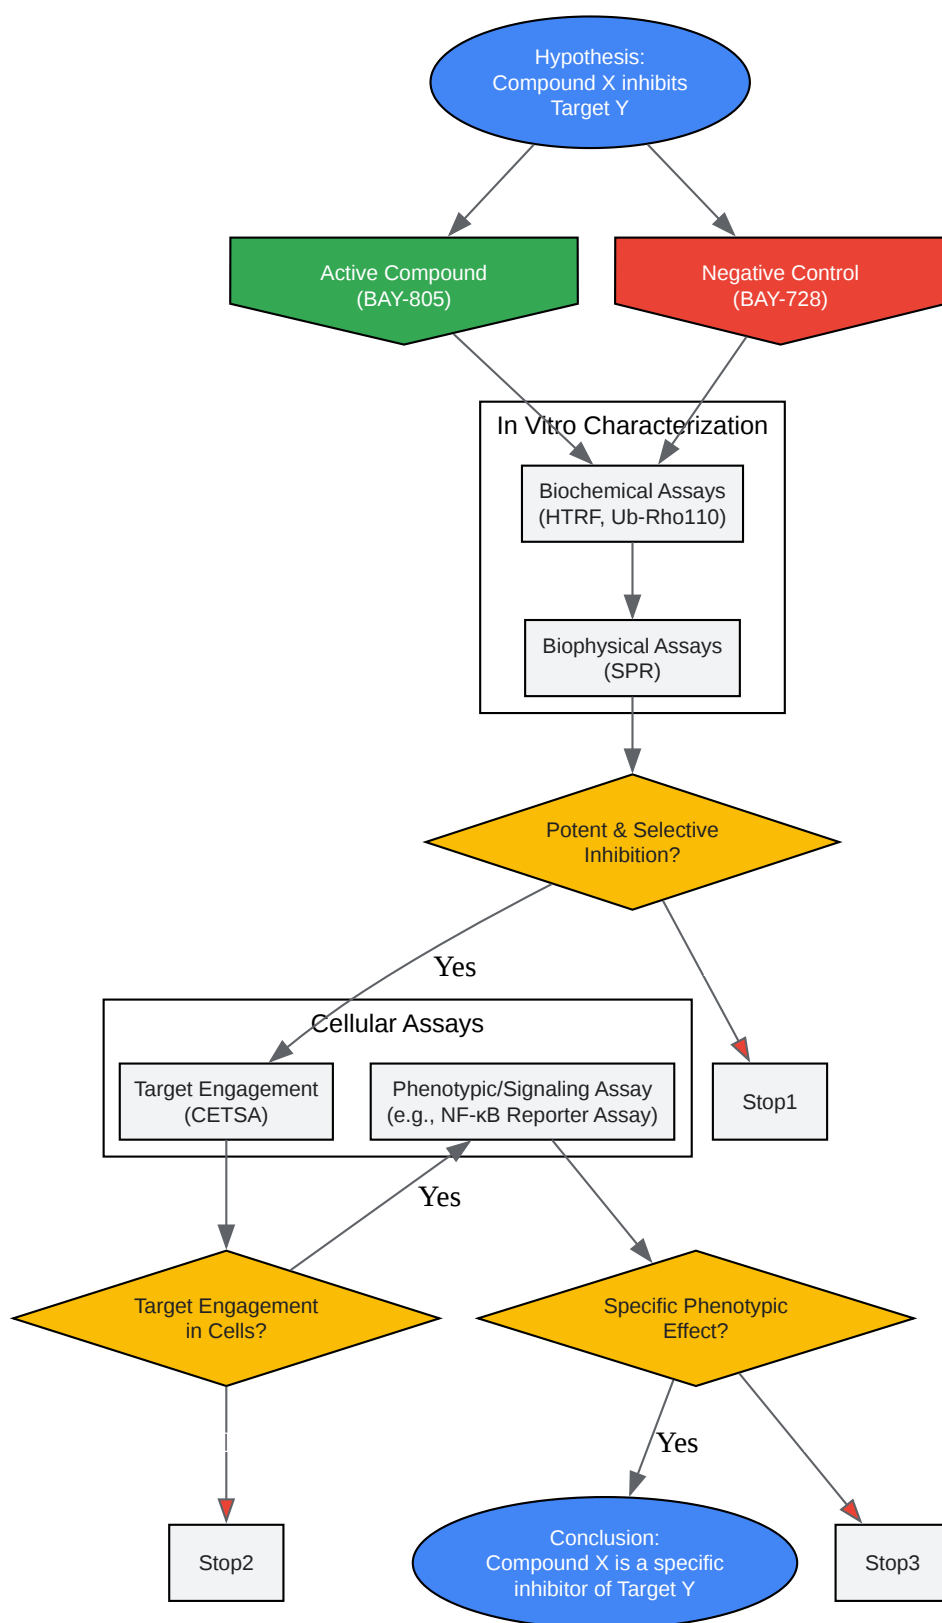 Hypothesis:
Compound X inhibits
Target Y
Active Compound
(BAY-805)
Negative Control
(BAY-728)
In Vitro Characterization
Biochemical Assays
(HTRF, Ub-Rho110)
Biophysical Assays
(SPR)
Potent & Selective
Inhibition?
Yes
Cellular Assays
Target Engagement
(CETSA)
Phenotypic/Signaling Assay
(e.g., NF-κB Reporter Assay)
Stop1
Yes
Target Engagement
in Cells?
Specific Phenotypic
Effect?
Yes
Stop2
Conclusion:
Compound X is a specific
inhibitor of Target Y
Stop3